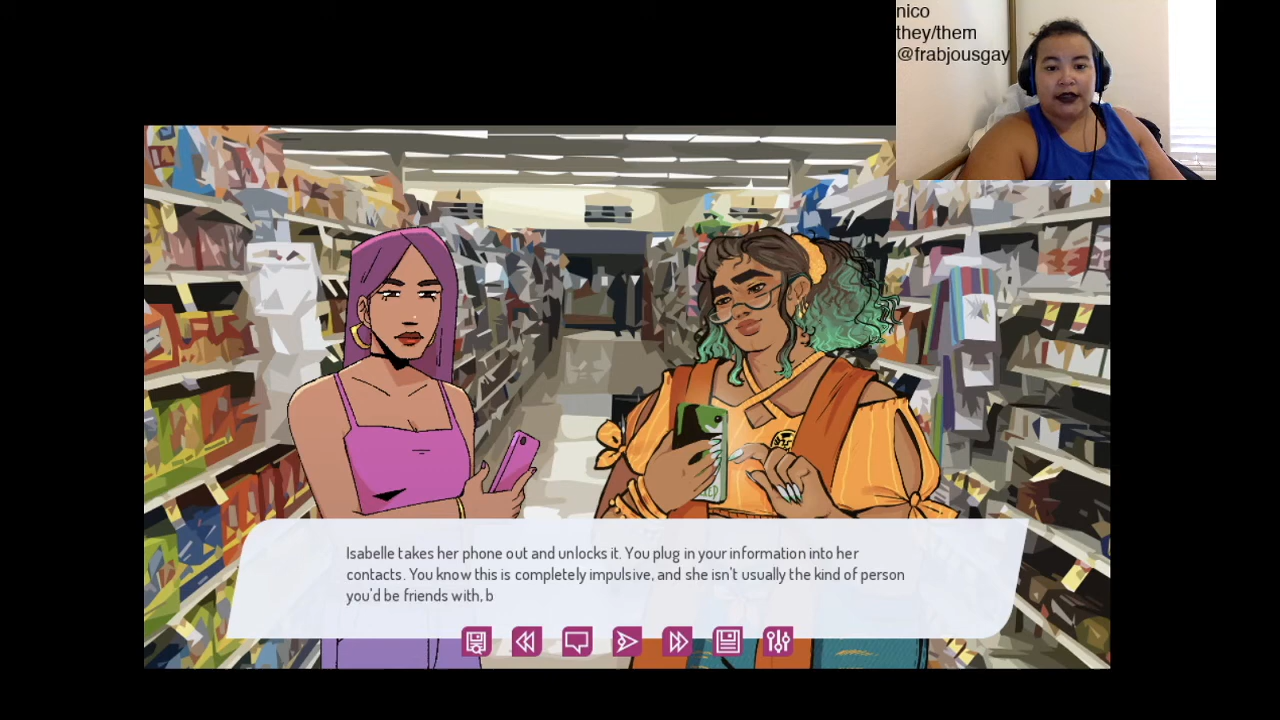 nico
they/them
@frabjousgay
Isabelle takes her phone out and unlocks it. You plug in your information into her
contacts. You know this is completely impulsive, and she isn't usually the kind of person
you'd be friends with, b